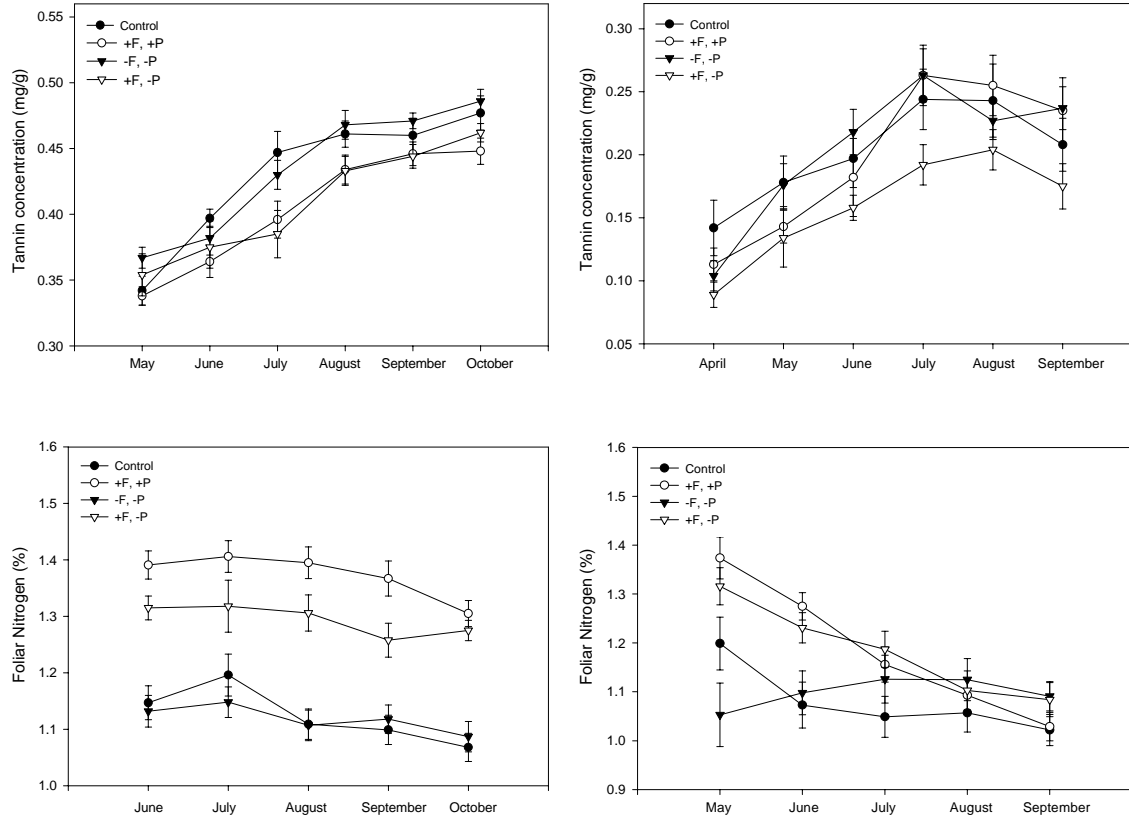 Tannin concentration (mg/g)
0.55
0.50
0.45
0.40
0.35
0.30
Control
+F, +P
-F, -P
+F, -P
May June July August September October
Tannin concentration (mg/g)
0.30
0.25
0.20
0.15
0.10
0.05
Control
+F, +P
-F, -P
+F, -P
April May June July August September
Foliar Nitrogen (%)
1.6
1.5
1.4
1.3
1.2
1.1
1.0
Control
+F, +P
-F, -P
+F, -P
June July August September October
Foliar Nitrogen (%)
1.6
1.5
1.4
1.3
1.2
1.1
1.0
0.9
Control
+F, +P
-F, -P
+F, -P
May June July August September